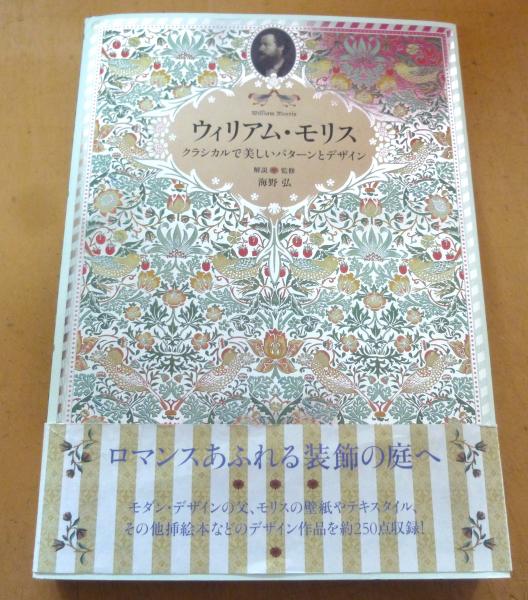 William Morris
ウィリアム・モリス
クラシカルで美しいパターンとデザイン
解説 監修
海野 弘
ロマンスあふれる装飾の庭へ
モダン・デザインの父、モリスの壁紙やテキスタイル、
その他挿絵本などのデザイン作品を約250点収録!